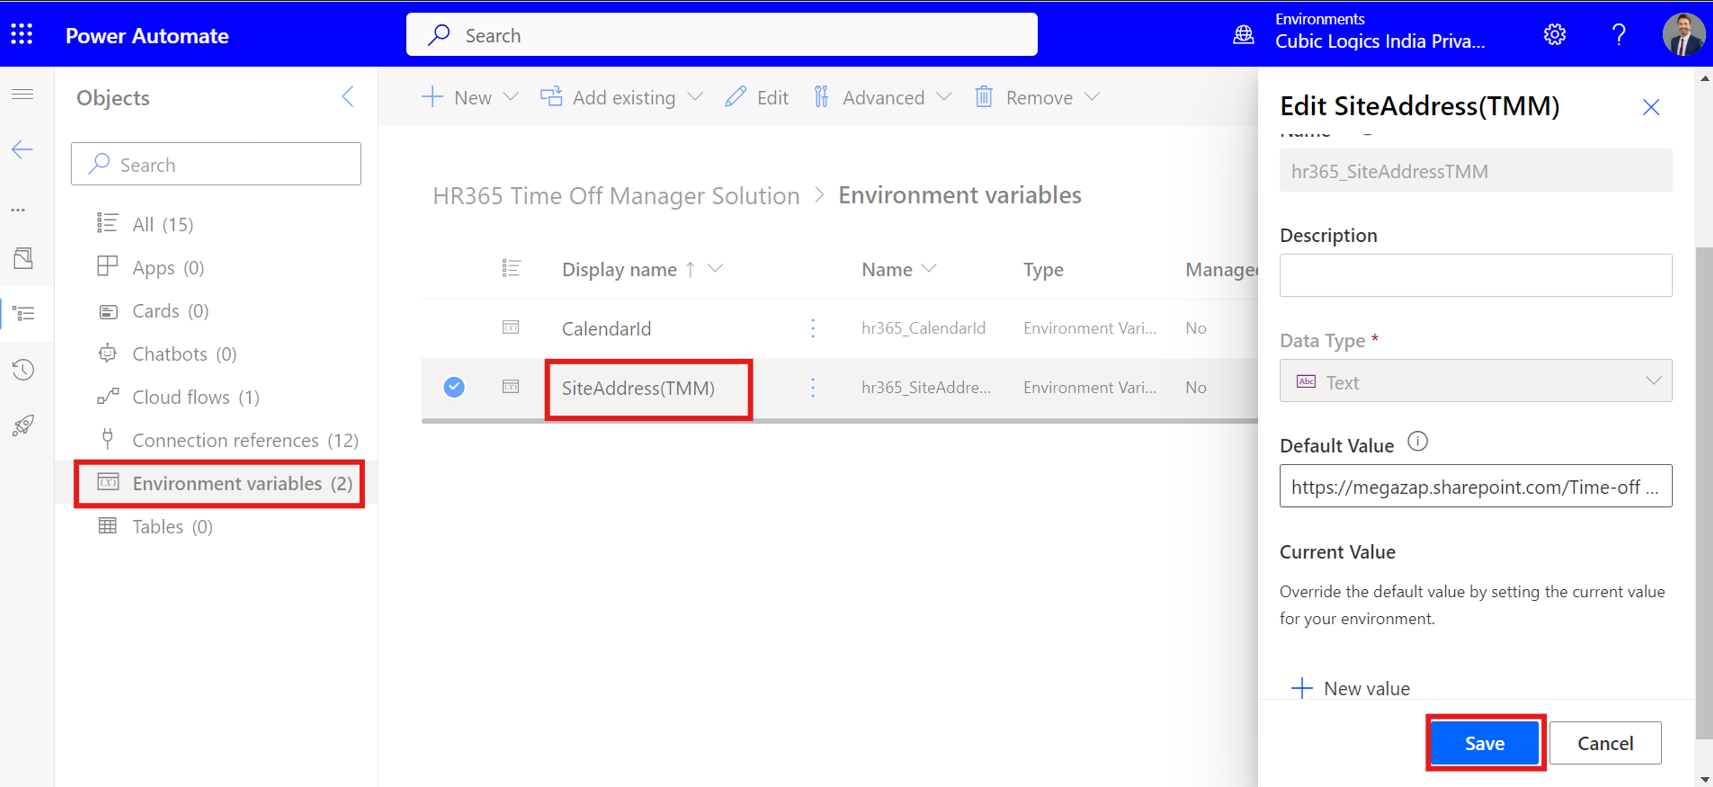 Power Automate
Search
Environments
Cubic Logics India Priva...
?
Objects
Search
All (15)
Apps (0)
Cards (0)
Chatbots (0)
Cloud flows (1)
Connection references (12)
Environment variables (2)
Tables (0)
New
Add existing
Edit
Advanced
Remove
HR365 Time Off Manager Solution > Environment variables
Display name ↑ Name Type Managed
CalendarId hr365_CalendarId Environment Vari... No
SiteAddress(TMM) hr365_SiteAddre... Environment Vari... No
Edit SiteAddress(TMM)
Name
hr365_SiteAddressTMM
Description
Data Type *
Abc Text
Default Value
https://megazap.sharepoint.com/Time-off ...
Current Value
Override the default value by setting the current value
for your environment.
New value
Save
Cancel